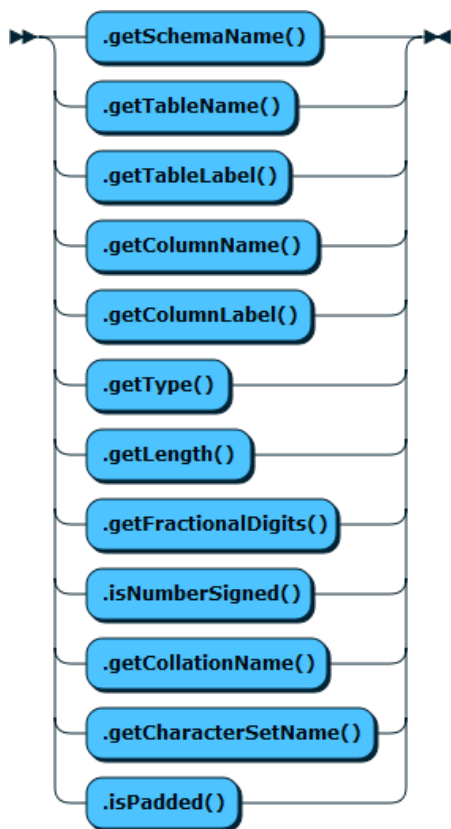 .getSchemaName()
.getTableName()
.getTableLabel()
.getColumnName()
.getColumnLabel()
.getType()
.getLength()
.getFractionalDigits()
.isNumberSigned()
.getCollationName()
.getCharacterSetName()
.isPadded()